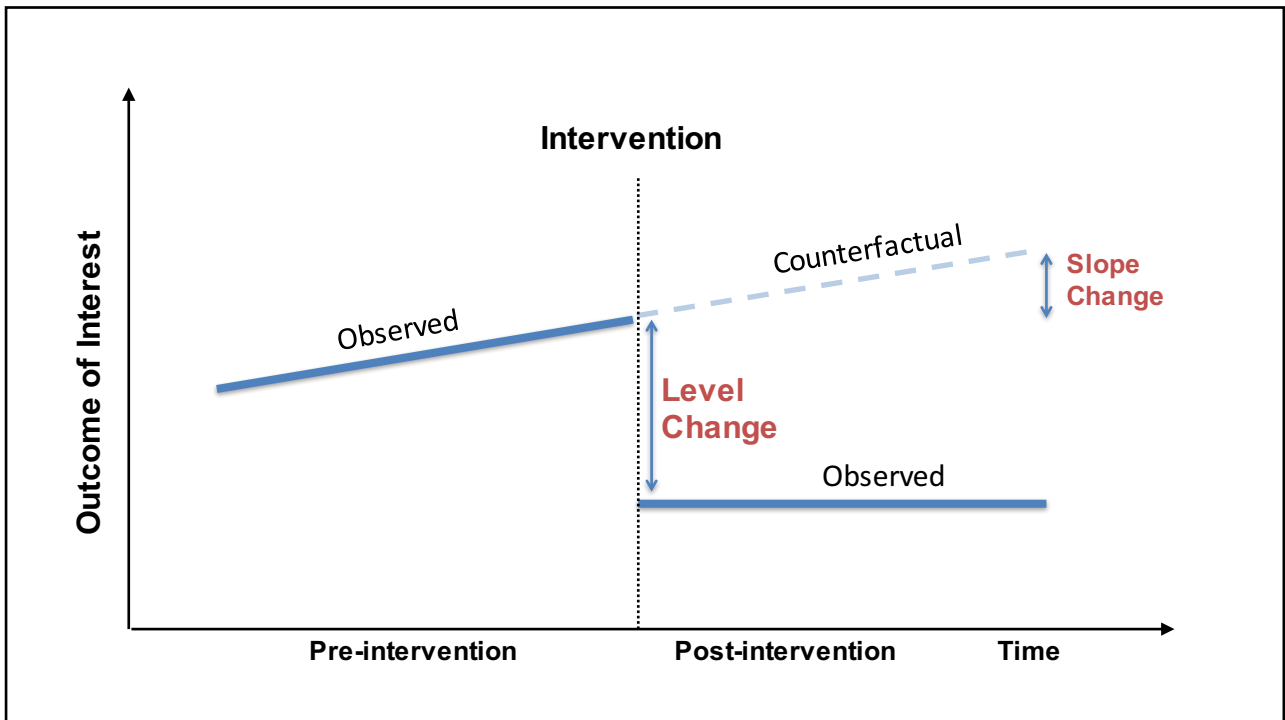 Intervention
Outcome of Interest
Counterfactual
Slope
Change
Observed
Level
Change
Observed
Pre-intervention
Post-intervention
Time